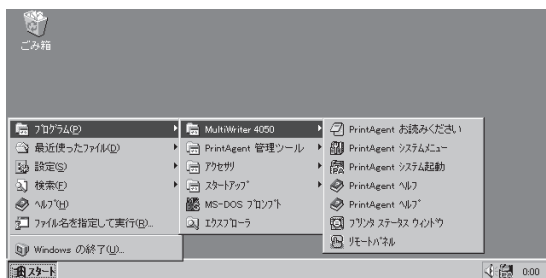 ごみ箱
プログラム(P)
最近使ったファイル(D)
設定(S)
検索(F)
ヘルプ(H)
ファイル名を指定して実行(R)...
Windows の終了(U)...
MultiWriter 4050
PrintAgent 管理ツール
アクセサリ
スタートアップ
MS-DOS プロンプト
エクスプローラ
PrintAgent お読みください
PrintAgent システムメニュー
PrintAgent システム起動
PrintAgent ヘルプ
PrintAgent ヘルプ
プリンタ ステータス ウィンドウ
リモートパネル
スタート
0:00